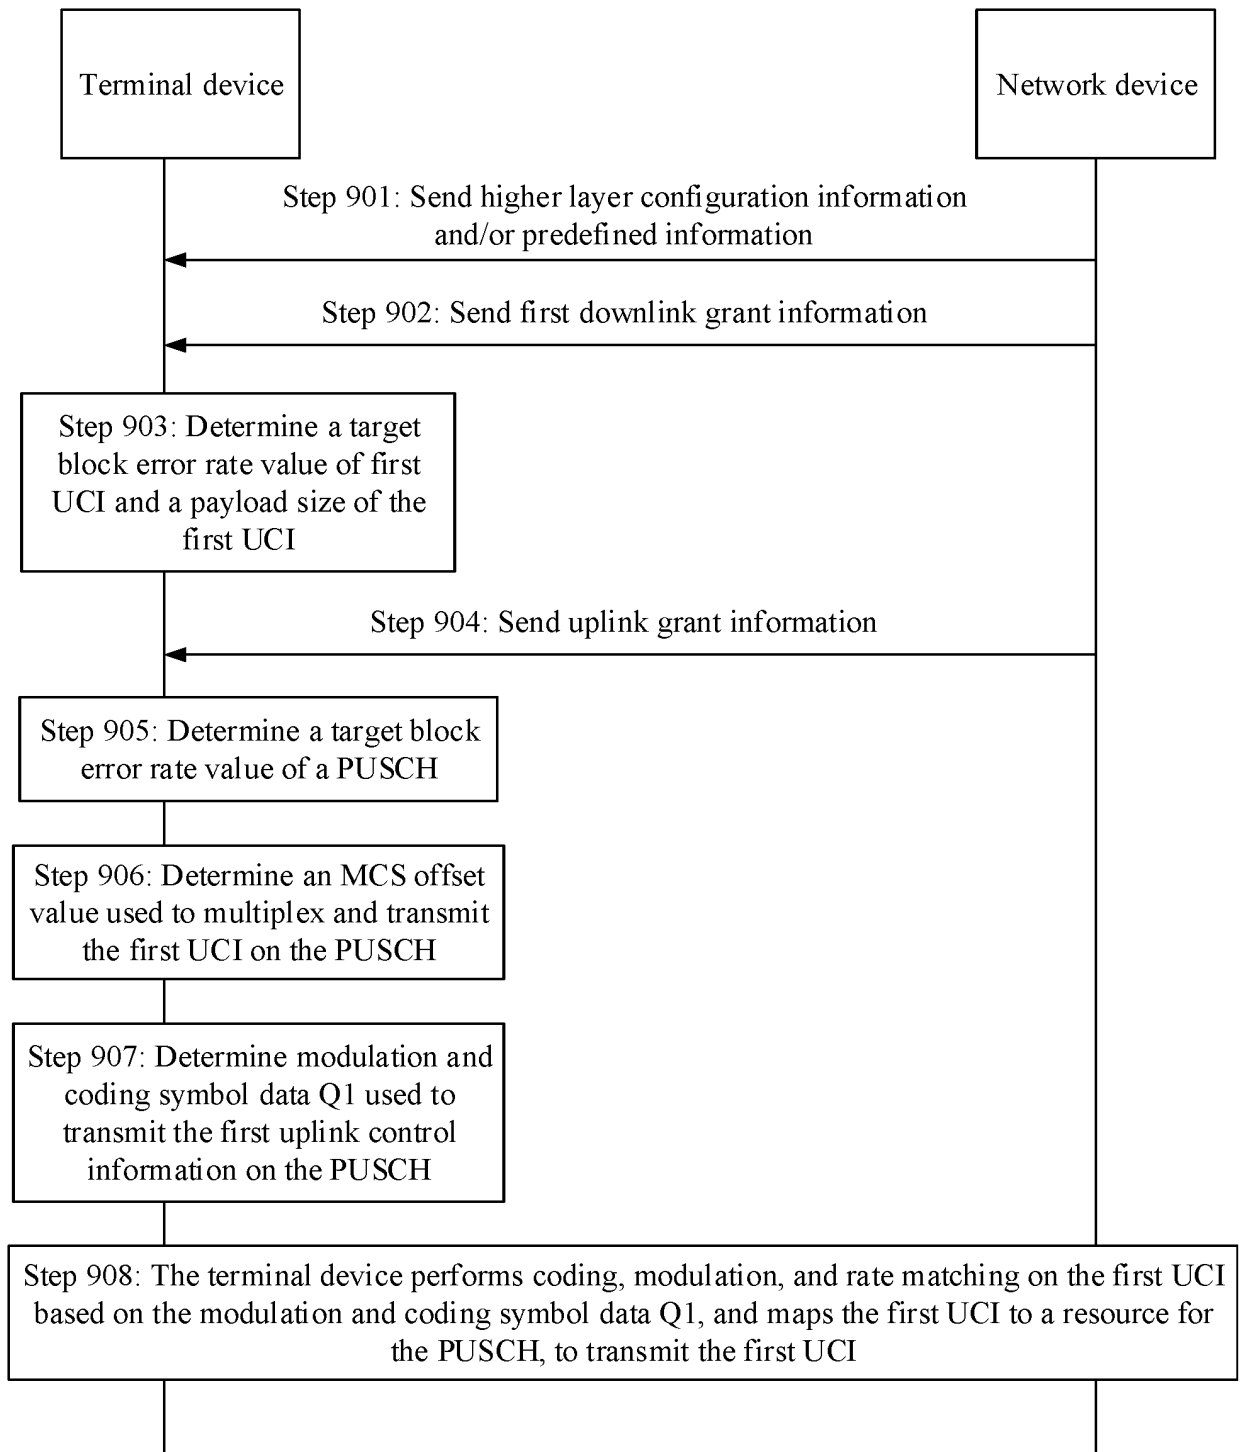 Terminal device
Network device
Step 901: Send higher layer configuration information
and/or predefined information
Step 902: Send first downlink grant information
Step 903: Determine a target
block error rate value of first
UCI and a payload size of the
first UCI
Step 904: Send uplink grant information
Step 905: Determine a target block
error rate value of a PUSCH
Step 906: Determine an MCS offset
value used to multiplex and transmit
the first UCI on the PUSCH
Step 907: Determine modulation and
coding symbol data Q1 used to
transmit the first uplink control
information on the PUSCH
Step 908: The terminal device performs coding, modulation, and rate matching on the first UCI
based on the modulation and coding symbol data Q1, and maps the first UCI to a resource for
the PUSCH, to transmit the first UCI